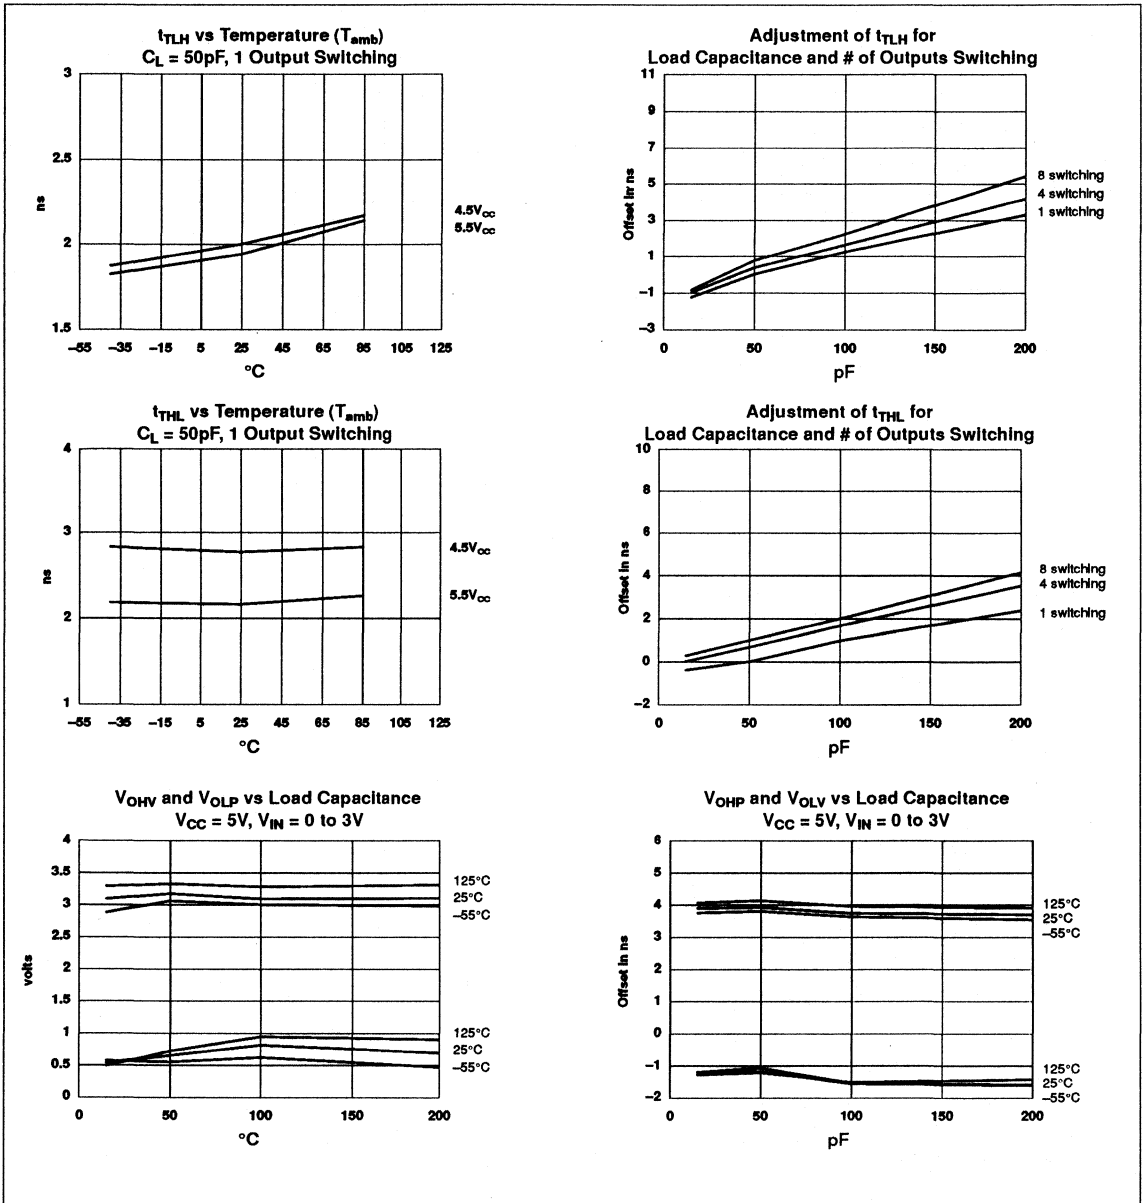 tTLH vs Temperature (Tamb)
CL = 50pF, 1 Output Switching
3
2.5
2
1.5
ns
–55 –35 –15 5 25 45 65 85 105 125
°C
4.5Vcc
5.5Vcc
Adjustment of tTLH for
Load Capacitance and # of Outputs Switching
11
9
7
5
3
1
–1
–3
Offset in ns
0 50 100 150 200
pF
8 switching
4 switching
1 switching
tTHL vs Temperature (Tamb)
CL = 50pF, 1 Output Switching
4
3
2
1
ns
–55 –35 –15 5 25 45 65 85 105 125
°C
4.5Vcc
5.5Vcc
Adjustment of tTHL for
Load Capacitance and # of Outputs Switching
10
8
6
4
2
0
–2
Offset in ns
0 50 100 150 200
pF
8 switching
4 switching
1 switching
VOHV and VOLP vs Load Capacitance
VCC = 5V, VIN = 0 to 3V
4
3.5
3
2.5
2
1.5
1
0.5
0
volts
0 50 100 150 200
°C
125°C
25°C
–55°C
125°C
25°C
–55°C
VOHP and VOLV vs Load Capacitance
VCC = 5V, VIN = 0 to 3V
6
5
4
3
2
1
0
–1
–2
Offset in ns
0 50 100 150 200
pF
125°C
25°C
–55°C
125°C
25°C
–55°C